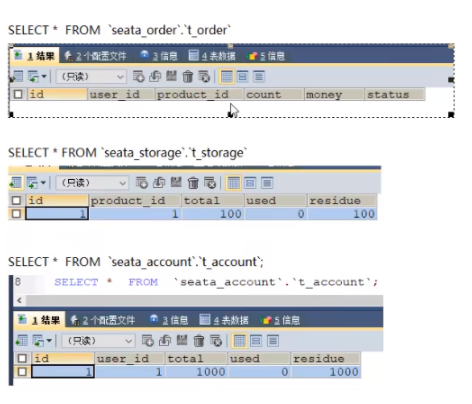 SELECT * FROM `seata_order`.`t_order`
1 结果 2 个配置文件 3 信息 4 表数据 5 信息
(只读)
id user_id product_id count money status
SELECT * FROM `seata_storage`.`t_storage`
(只读)
id product_id total used residue
1 1 100 0 100
SELECT * FROM `seata_account`.`t_account`;
8 SELECT * FROM `seata_account`.`t_account`;
1 结果 2 个配置文件 3 信息 4 表数据 5 信息
(只读)
id user_id total used residue
1 1 1000 0 1000